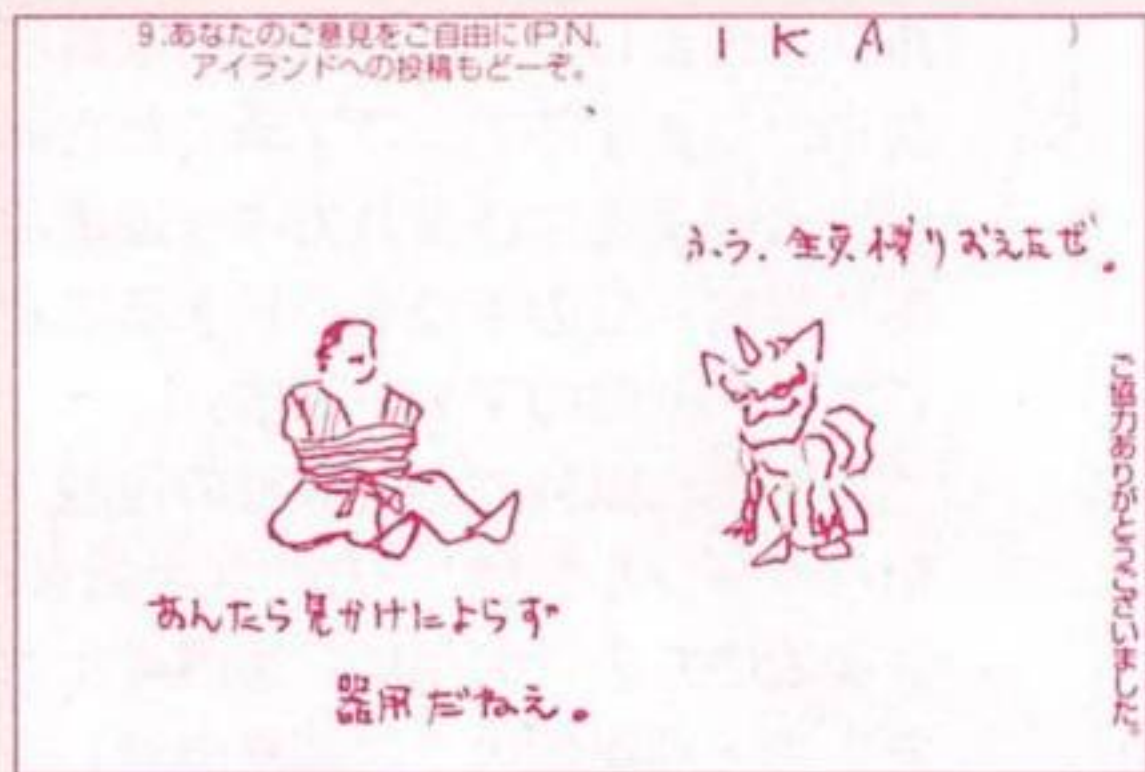 9.あなたのご意見をご自由に(P.N. IKA )
アイランドへの投稿もどーぞ。
ふう、 縛りおえたぜ。
あんたら見かけによらず
器用だねえ。
ご協力ありがとうございました。